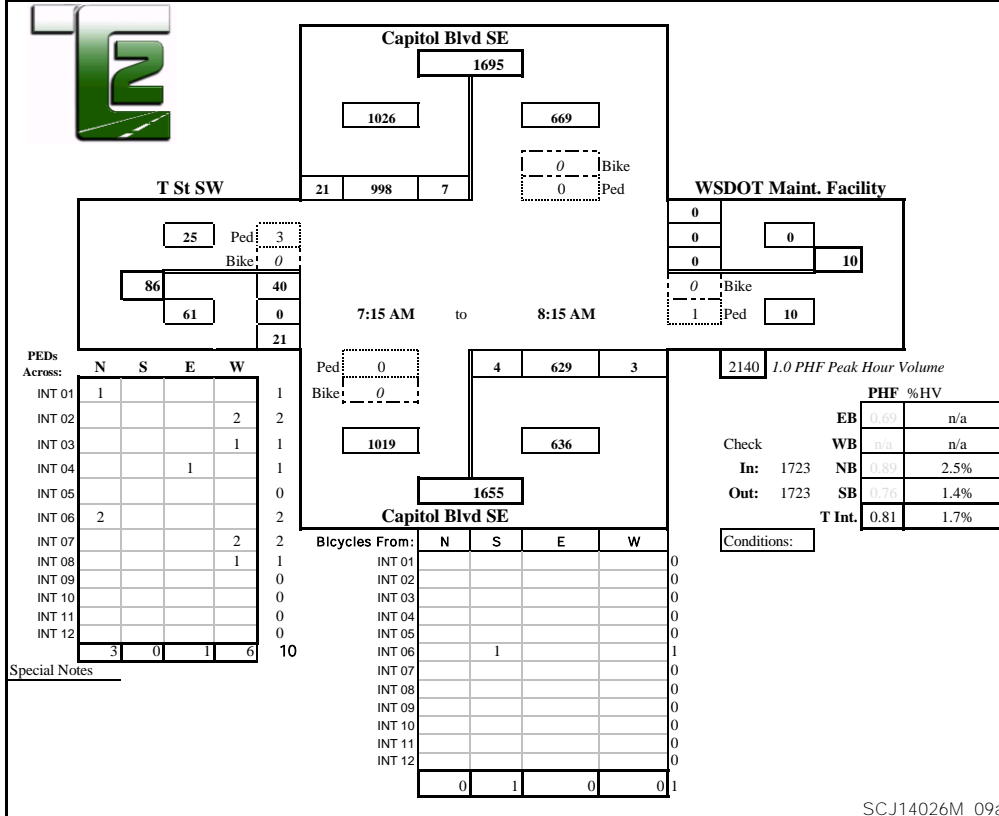 T2
Capitol Blvd SE
1695
1026 669
0 Bike
T St SW 21 998 7 0 Ped WSDOT Maint. Facility
0
25 Ped 3 0 0
Bike 0 0 10
86 40 0 Bike
61 0 7:15 AM to 8:15 AM 1 Ped 10
21
PEDs
Across: N S E W Ped 0 4 629 3 2140 1.0 PHF Peak Hour Volume
INT 01 1 1 Bike 0 PHF %HV
INT 02 2 2 EB 0.69 n/a
INT 03 1 1 1019 636 Check WB n/a n/a
INT 04 1 1 In: 1723 NB 0.89 2.5%
INT 05 0 1655 Out: 1723 SB 0.76 1.4%
INT 06 2 2 Capitol Blvd SE T Int. 0.81 1.7%
INT 07 2 2 Bicycles From: N S E W Conditions:
INT 08 1 1 INT 01 0
INT 09 0 INT 02 0
INT 10 0 INT 03 0
INT 11 0 INT 04 0
INT 12 0 INT 05 0
3 0 1 6 10 INT 06 1 1
Special Notes INT 07 0
INT 08 0
INT 09 0
INT 10 0
INT 11 0
INT 12 0
0 1 0 0 1
SCJ14026M_09a